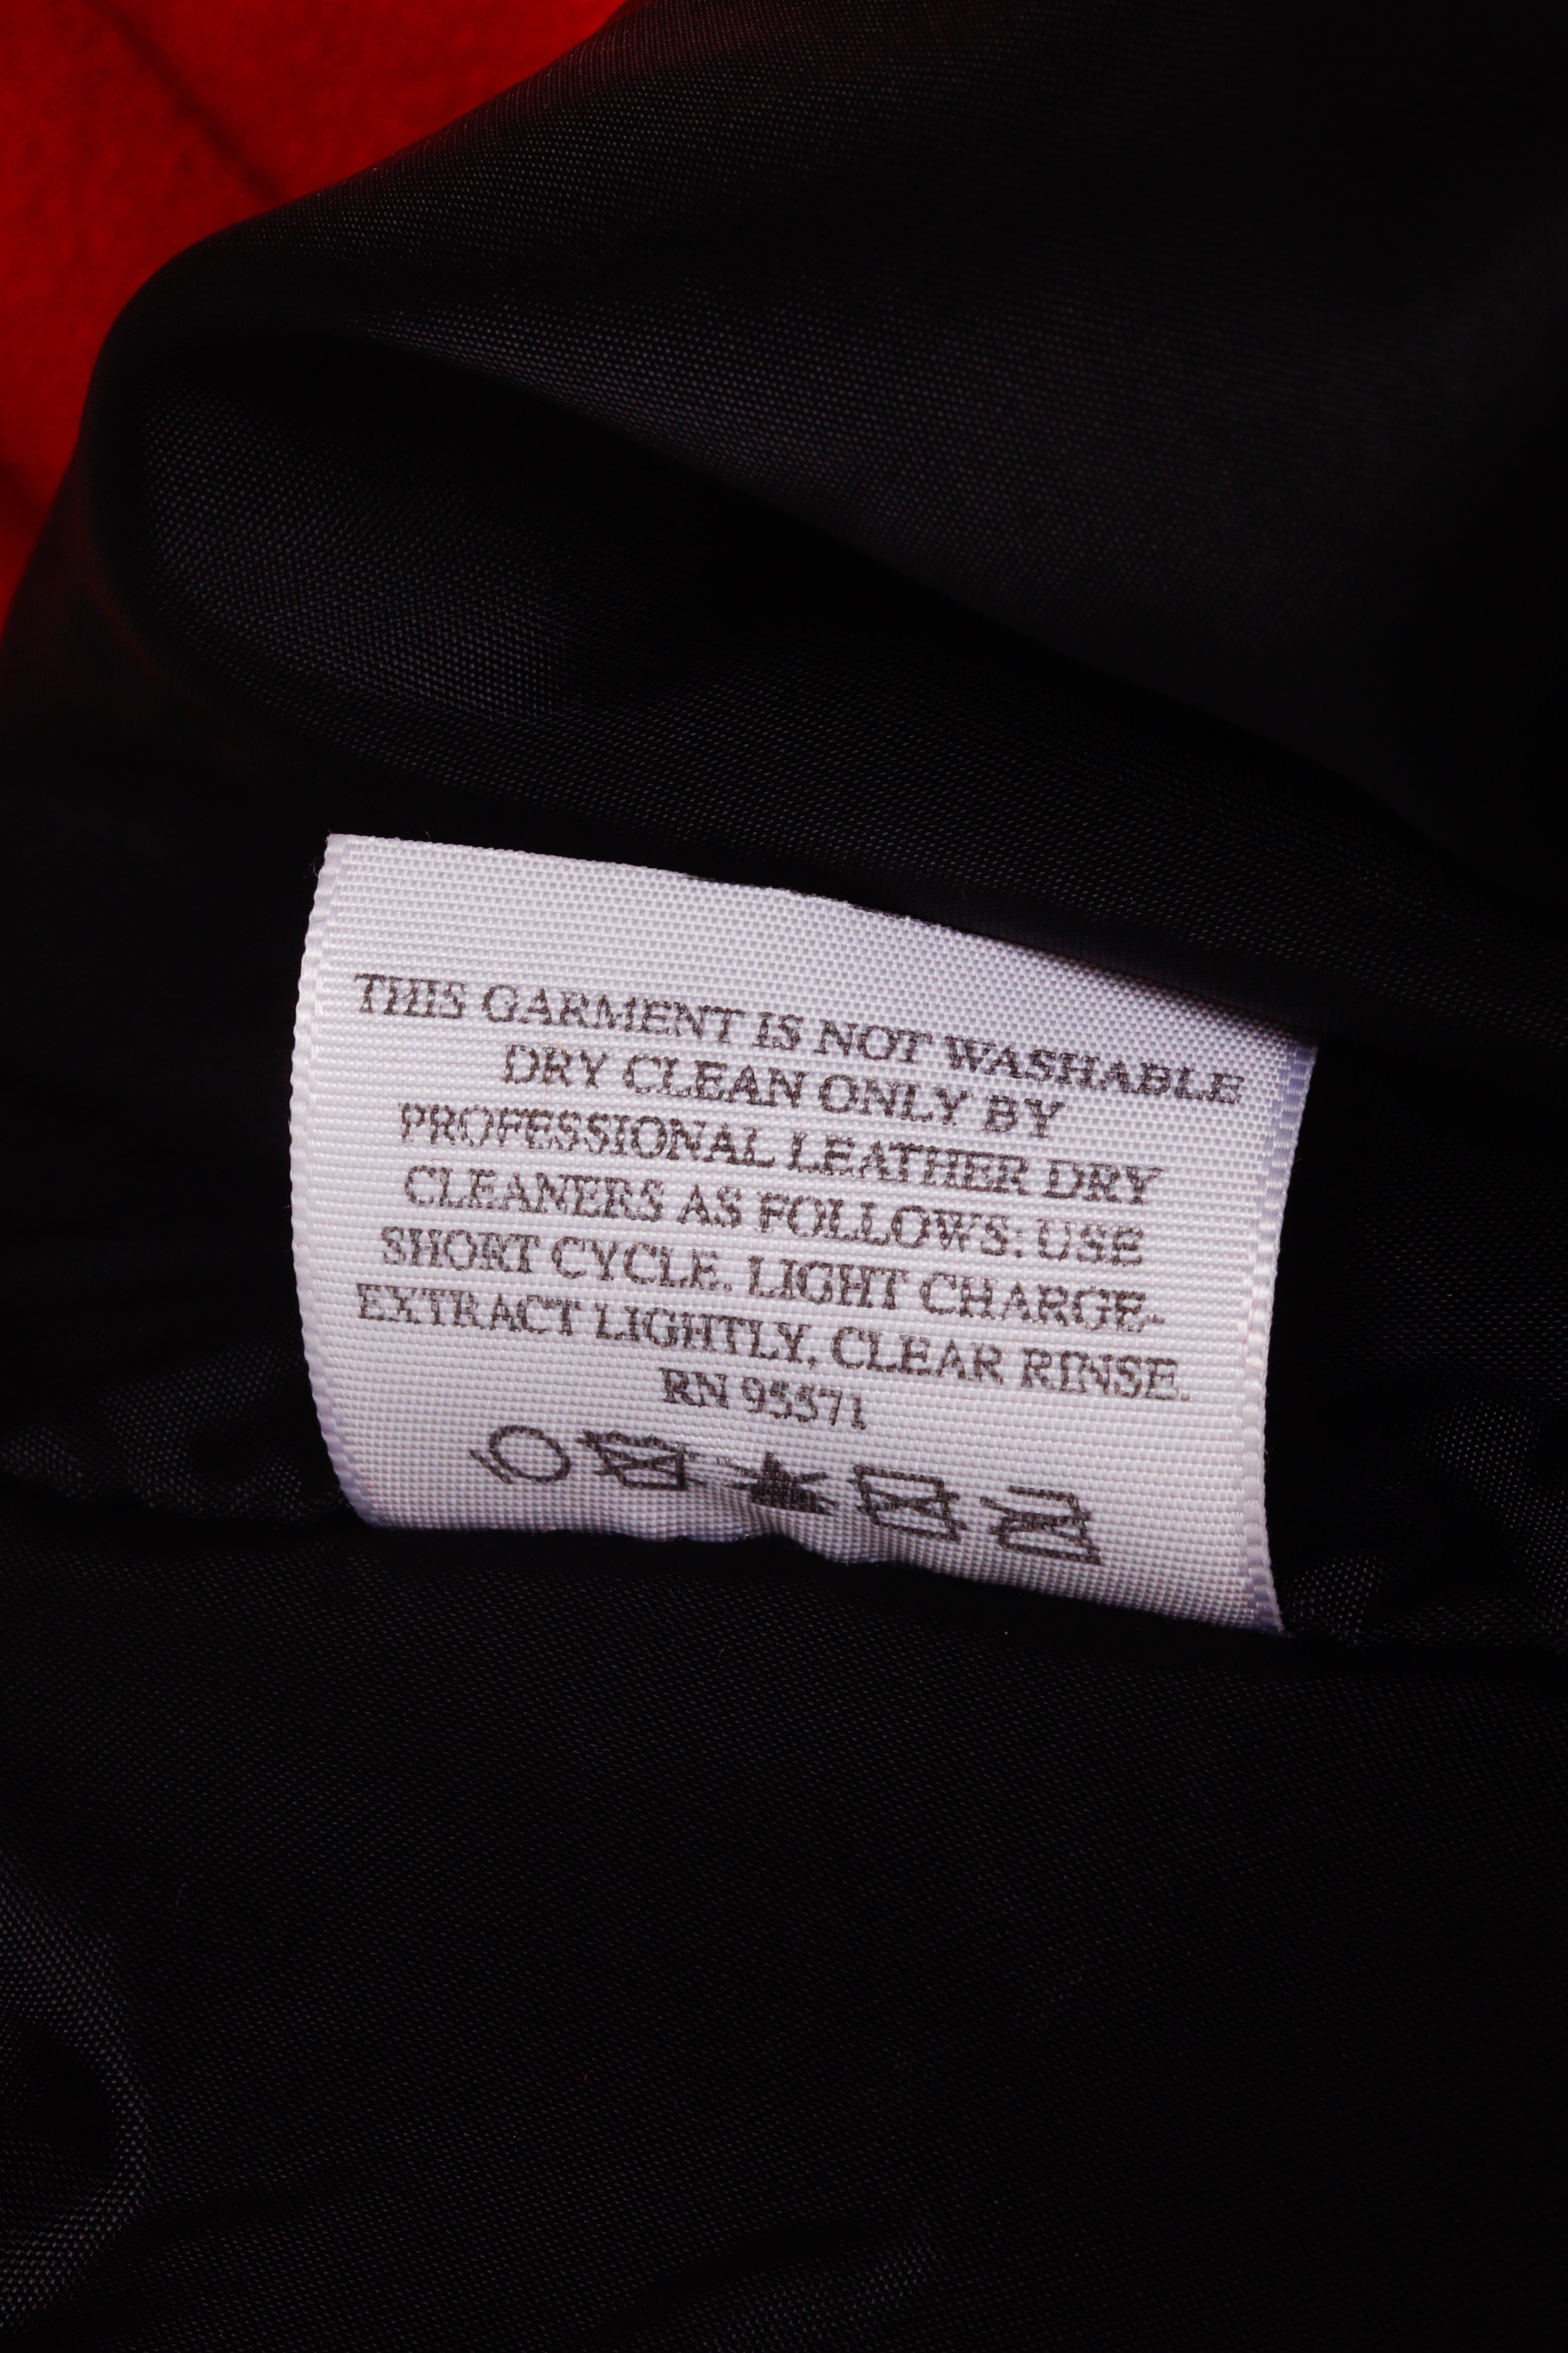 THIS GARMENT IS NOT WASHABLE
DRY CLEAN ONLY BY
PROFESSIONAL LEATHER DRY
CLEANERS AS FOLLOWS: USE
SHORT CYCLE. LIGHT CHARGE-
EXTRACT LIGHTLY, CLEAR RINSE.
RN 95571